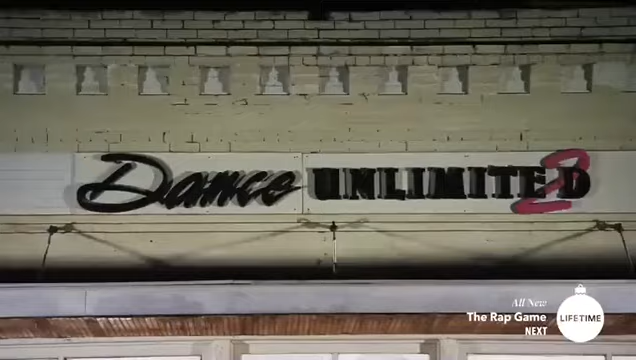 Dance UNLIMITED 2
All New
The Rap Game
NEXT
LIFETIME